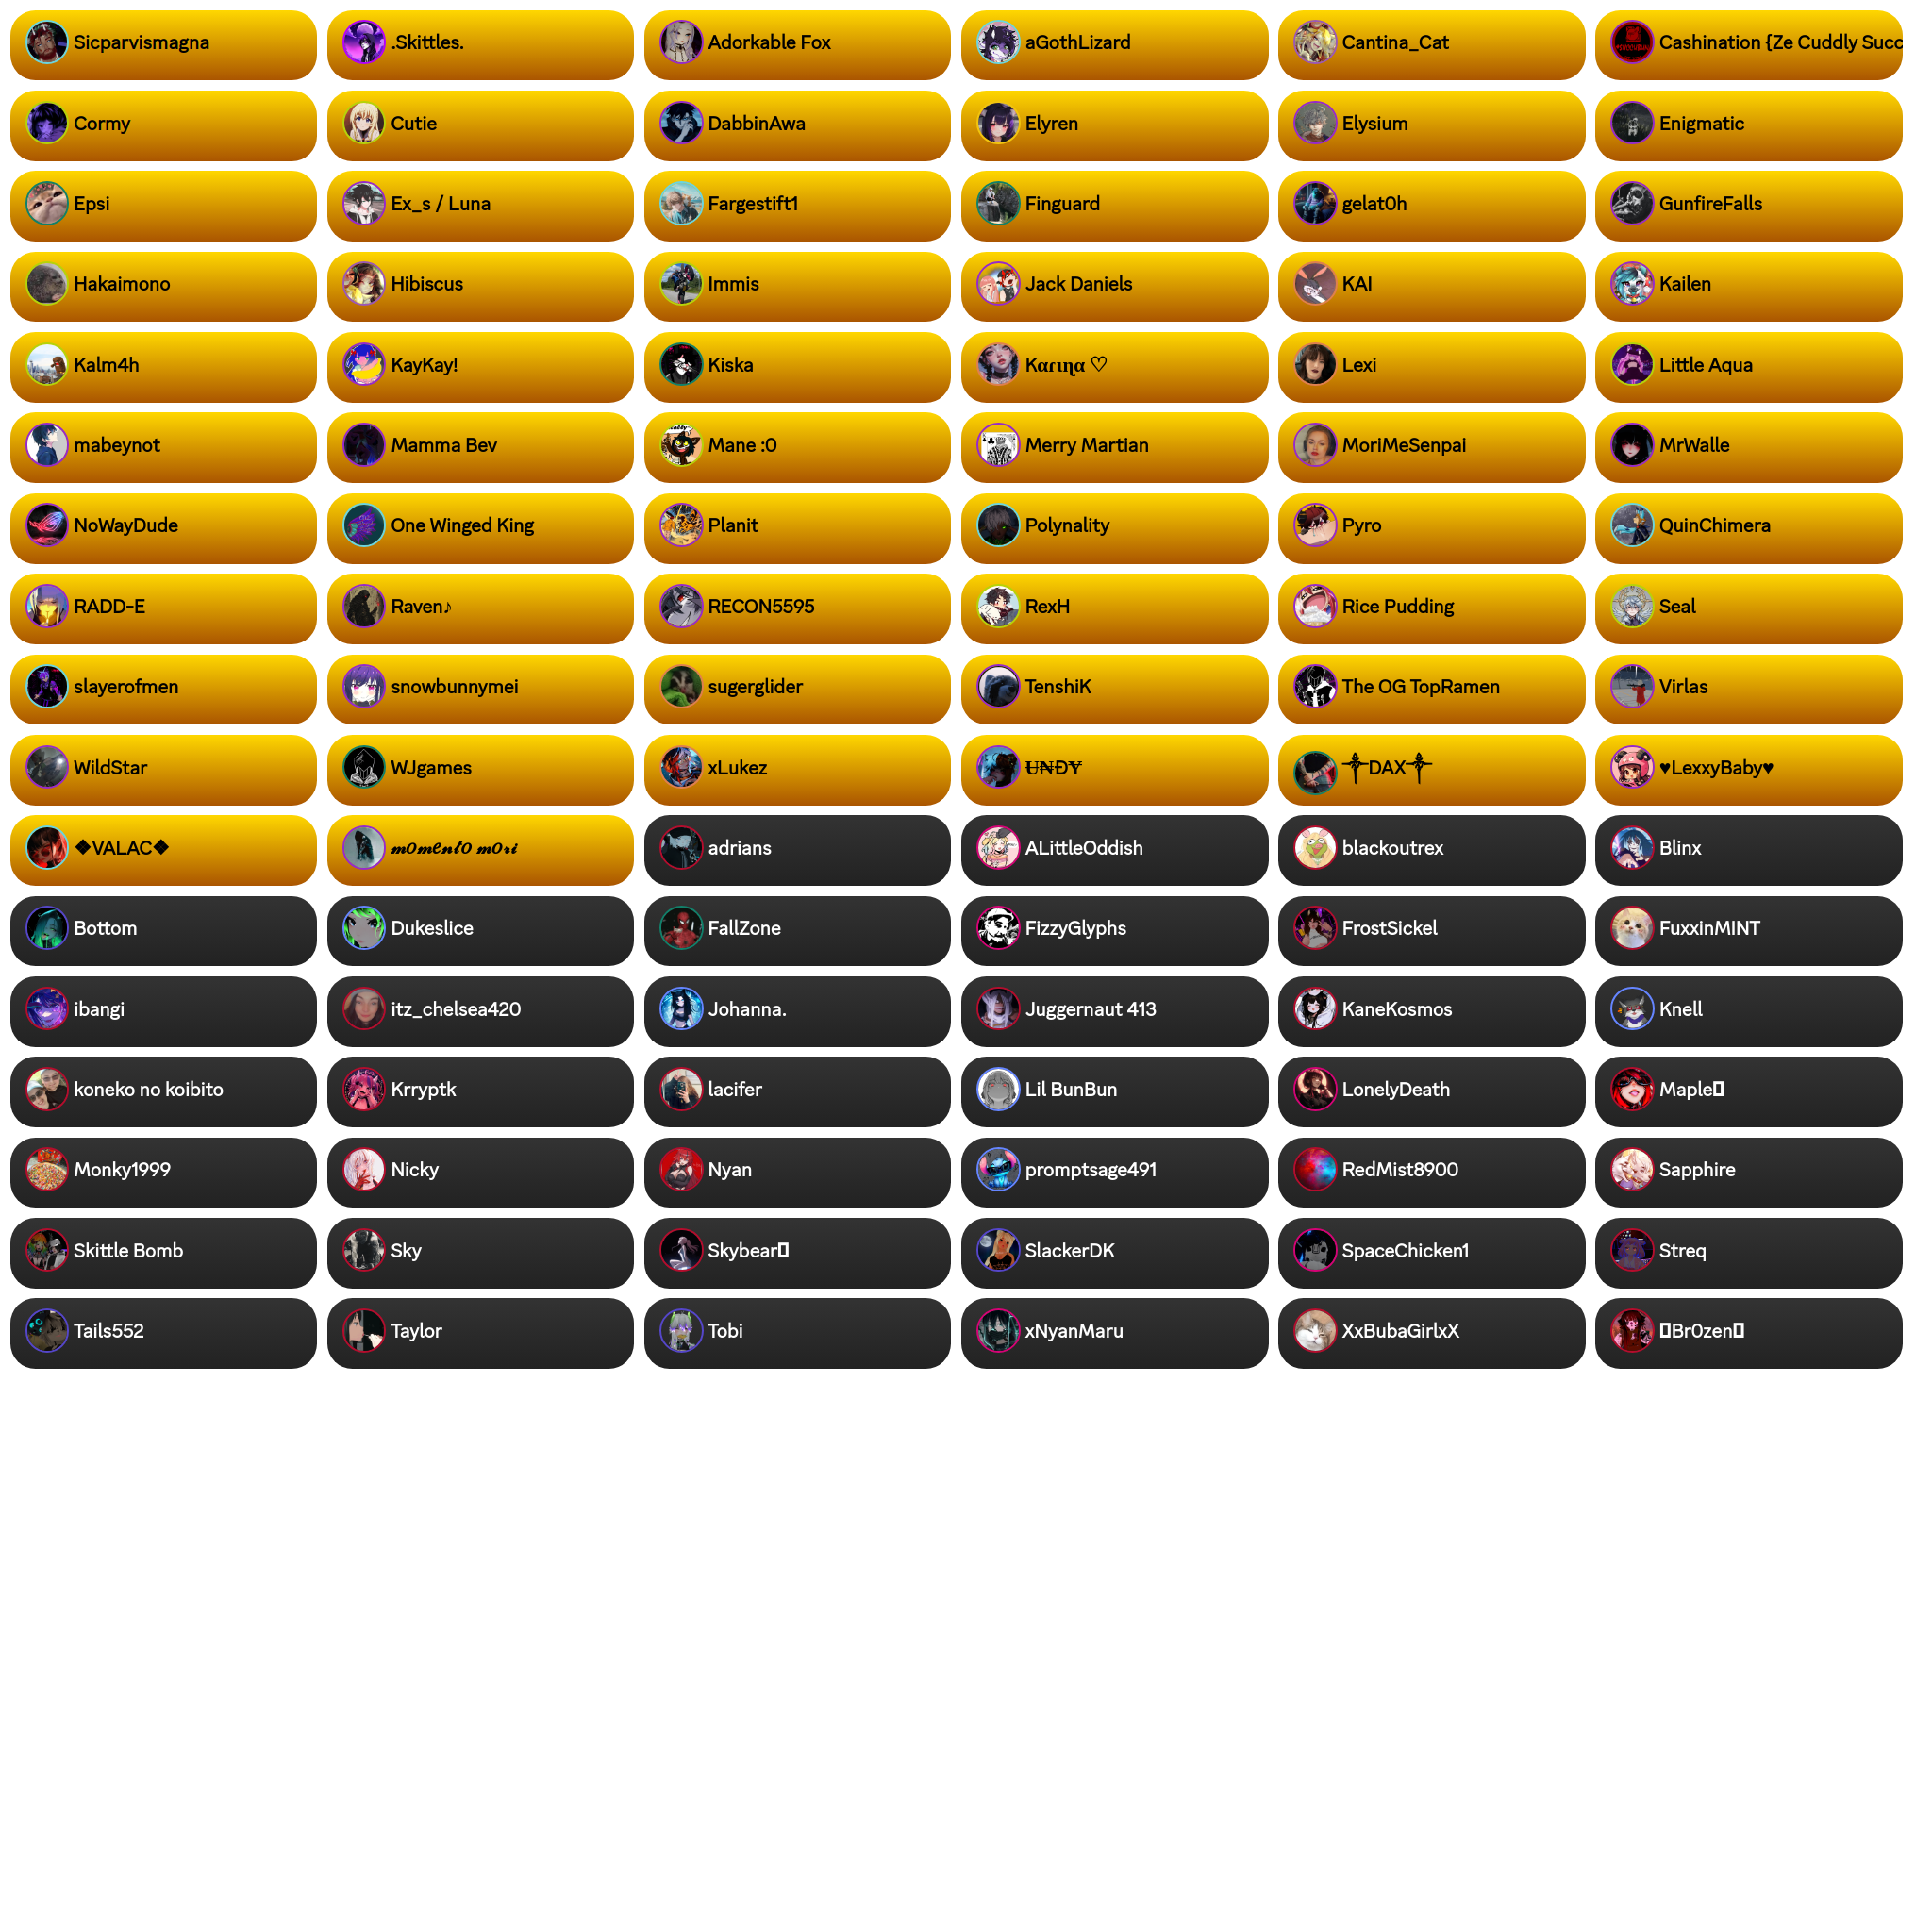 Sicparvismagna .Skittles. Adorkable Fox aGothLizard Cantina_Cat Cashination {Ze Cuddly Succ
Cormy Cutie DabbinAwa Elyren Elysium Enigmatic
Epsi Ex_s / Luna Fargestift1 Finguard gelat0h GunfireFalls
Hakaimono Hibiscus Immis Jack Daniels KAI Kailen
Kalm4h KayKay! Kiska Kαɾιɳα ♡ Lexi Little Aqua
mabeynot Mamma Bev Mane :0 Merry Martian MoriMeSenpai MrWalle
NoWayDude One Winged King Planit Polynality Pyro QuinChimera
RADD-E Raven♪ RECON5595 RexH Rice Pudding Seal
slayerofmen snowbunnymei sugerglider TenshiK The OG TopRamen Virlas
WildStar WJgames xLukez U̶₦ĐɎ ༒DAX༒ ♥LexxyBaby♥
❖VALAC❖ 𝓶𝓸𝓶𝓮𝓷𝓽𝓸 𝓶𝓸𝓻𝓲 adrians ALittleOddish blackoutrex Blinx
Bottom Dukeslice FallZone FizzyGlyphs FrostSickel FuxxinMINT
ibangi itz_chelsea420 Johanna. Juggernaut 413 KaneKosmos Knell
koneko no koibito Krryptk lacifer Lil BunBun LonelyDeath Maple
Monky1999 Nicky Nyan promptsage491 RedMist8900 Sapphire
Skittle Bomb Sky Skybear SlackerDK SpaceChicken1 Streq
Tails552 Taylor Tobi xNyanMaru XxBubaGirlxX Br0zen